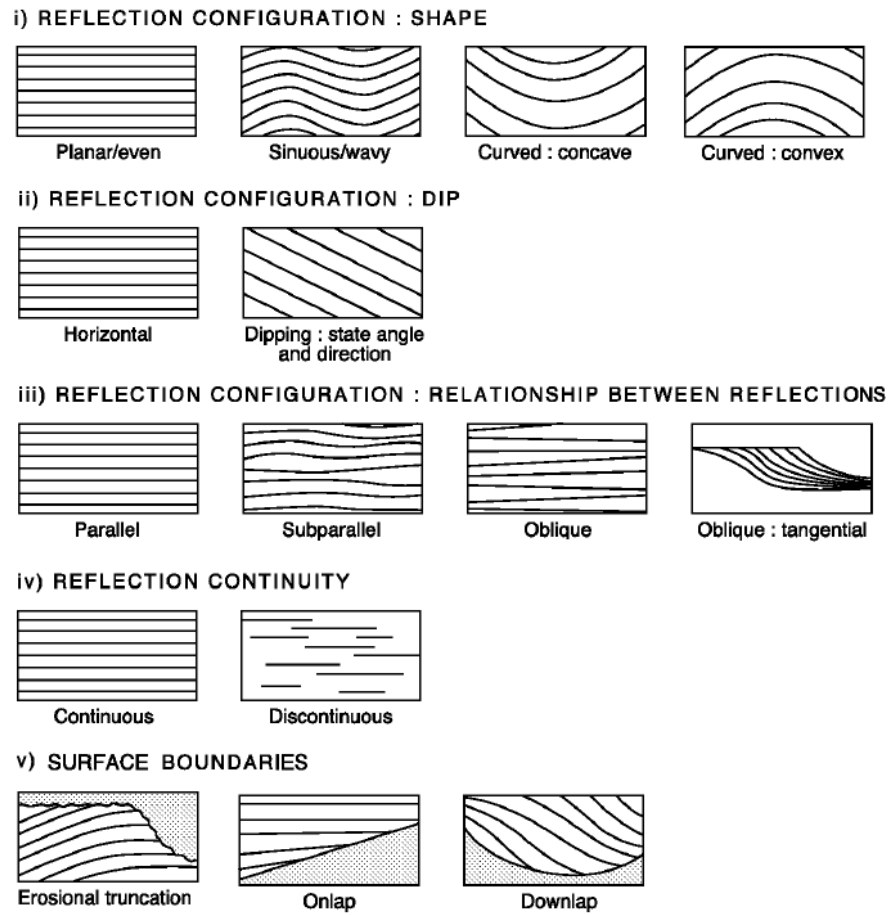 i) REFLECTION CONFIGURATION : SHAPE
Planar/even
Sinuous/wavy
Curved : concave
Curved : convex
ii) REFLECTION CONFIGURATION : DIP
Horizontal
Dipping : state angle
and direction
iii) REFLECTION CONFIGURATION : RELATIONSHIP BETWEEN REFLECTIONS
Parallel
Subparallel
Oblique
Oblique : tangential
iv) REFLECTION CONTINUITY
Continuous
Discontinuous
v) SURFACE BOUNDARIES
Erosional truncation
Onlap
Downlap